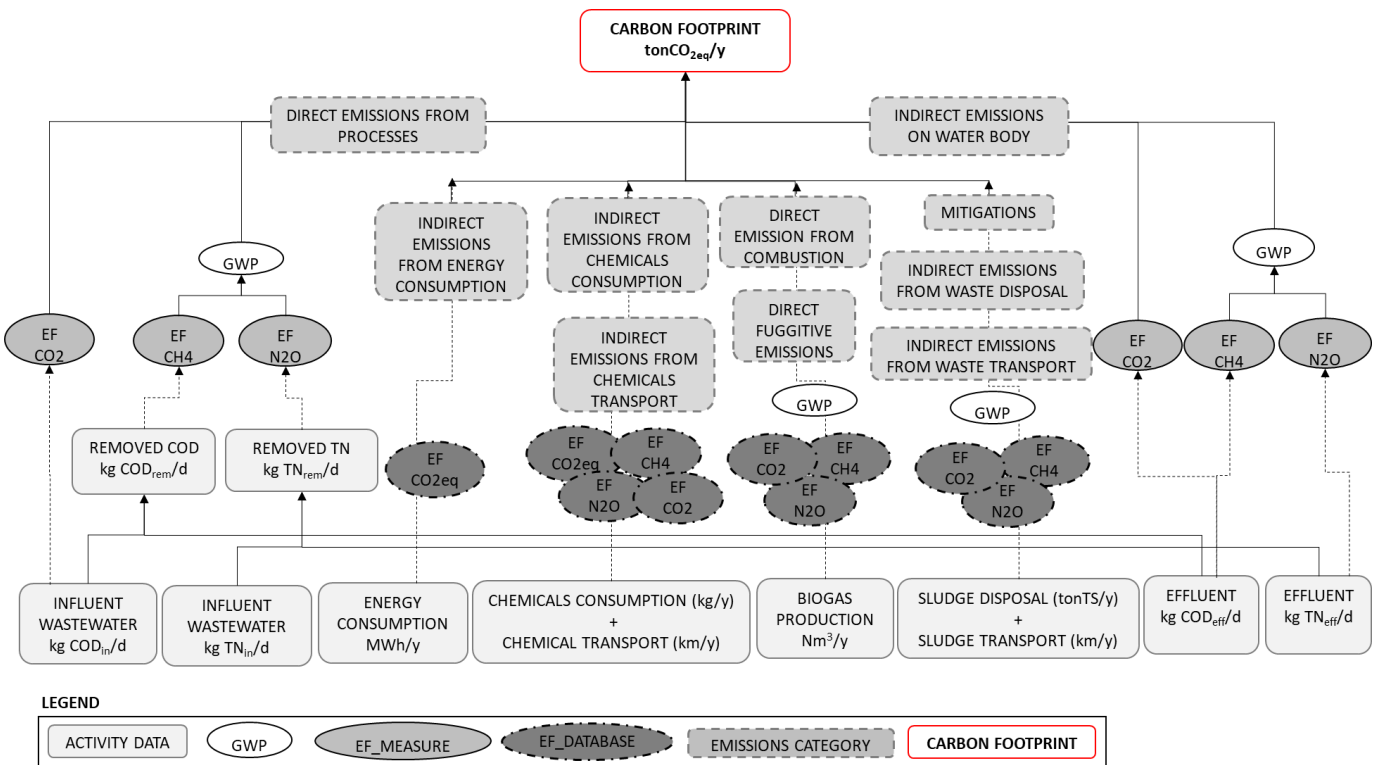 CARBON FOOTPRINT
tonCO2eq/y
DIRECT EMISSIONS FROM
PROCESSES
INDIRECT EMISSIONS
ON WATER BODY
INDIRECT
EMISSIONS
FROM ENERGY
CONSUMPTION
INDIRECT
EMISSIONS FROM
CHEMICALS
CONSUMPTION
DIRECT
EMISSION FROM
COMBUSTION
MITIGATIONS
GWP
GWP
INDIRECT EMISSIONS
FROM WASTE DISPOSAL
DIRECT
FUGGITIVE
EMISSIONS
INDIRECT
EMISSIONS FROM
CHEMICALS
TRANSPORT
INDIRECT EMISSIONS
FROM WASTE TRANSPORT
EF
CO2
EF
CH4
EF
N2O
EF
CO2
EF
CH4
EF
N2O
GWP
GWP
REMOVED COD
kg CODrem/d
REMOVED TN
kg TNrem/d
EF
CO2eq
EF
CO2eq
EF
CH4
EF
N2O
EF
CO2
EF
CO2
EF
CH4
EF
N2O
EF
CO2
EF
CH4
EF
N2O
INFLUENT
WASTEWATER
kg CODin/d
INFLUENT
WASTEWATER
kg TNin/d
ENERGY
CONSUMPTION
MWh/y
CHEMICALS CONSUMPTION (kg/y)
+
CHEMICAL TRANSPORT (km/y)
BIOGAS
PRODUCTION
Nm3/y
SLUDGE DISPOSAL (tonTS/y)
+
SLUDGE TRANSPORT (km/y)
EFFLUENT
kg CODeff/d
EFFLUENT
kg TNeff/d
LEGEND
ACTIVITY DATA
GWP
EF_MEASURE
EF_DATABASE
EMISSIONS CATEGORY
CARBON FOOTPRINT